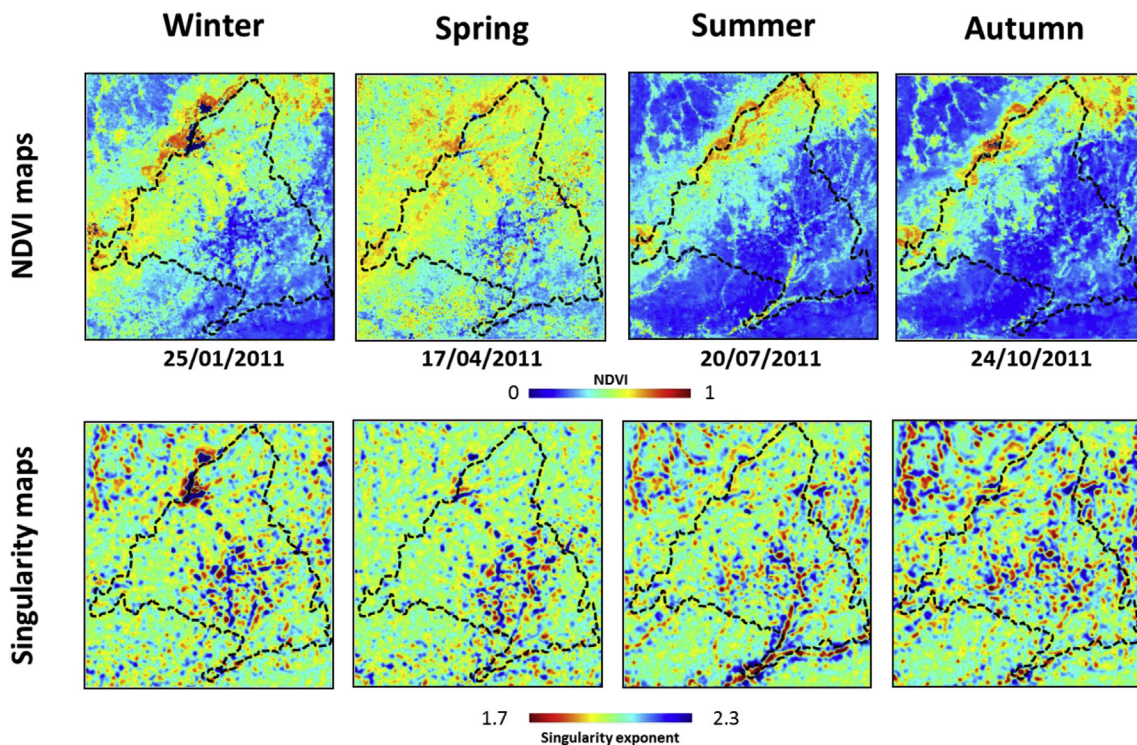 Winter Spring Summer Autumn
NDVI maps
25/01/2011 17/04/2011 20/07/2011 24/10/2011
NDVI
0 1
Singularity maps
1.7 2.3
Singularity exponent